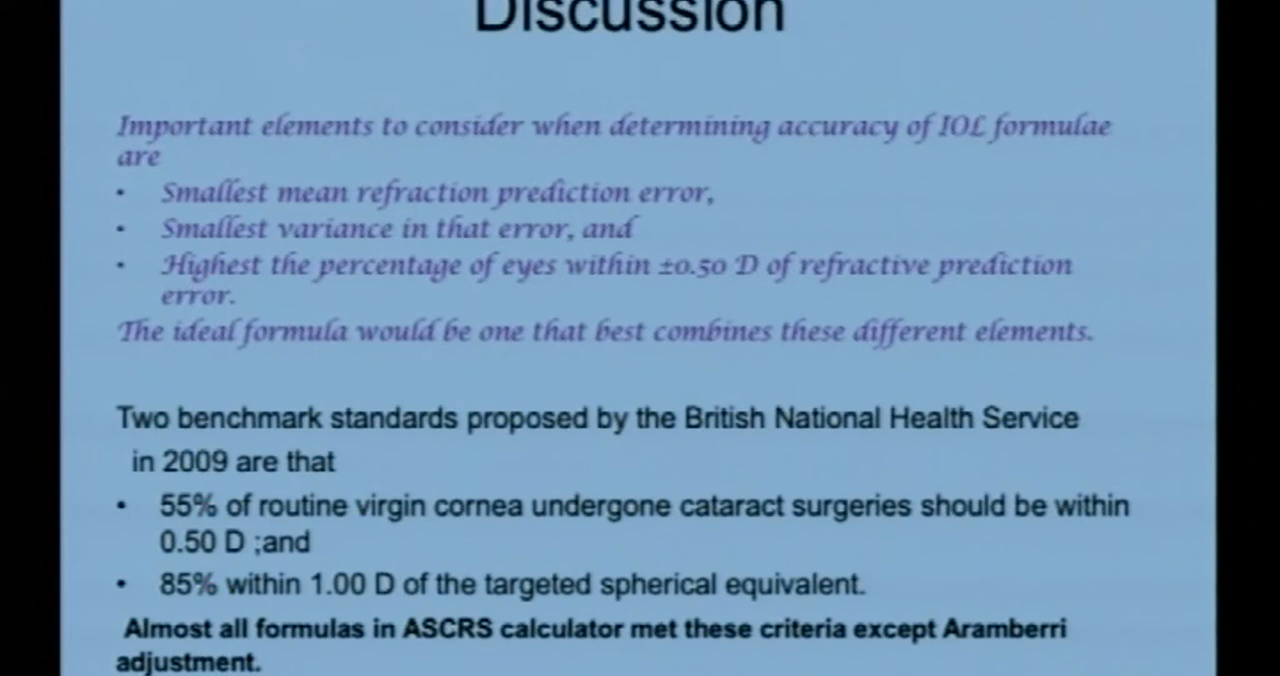 Discussion
Important elements to consider when determining accuracy of IOL formulae
are
• Smallest mean refraction prediction error,
• Smallest variance in that error, and
• Highest the percentage of eyes within ±0.50 D of refractive prediction
error.
The ideal formula would be one that best combines these different elements.
Two benchmark standards proposed by the British National Health Service
in 2009 are that
• 55% of routine virgin cornea undergone cataract surgeries should be within
0.50 D ;and
• 85% within 1.00 D of the targeted spherical equivalent.
Almost all formulas in ASCRS calculator met these criteria except Aramberri
adjustment.